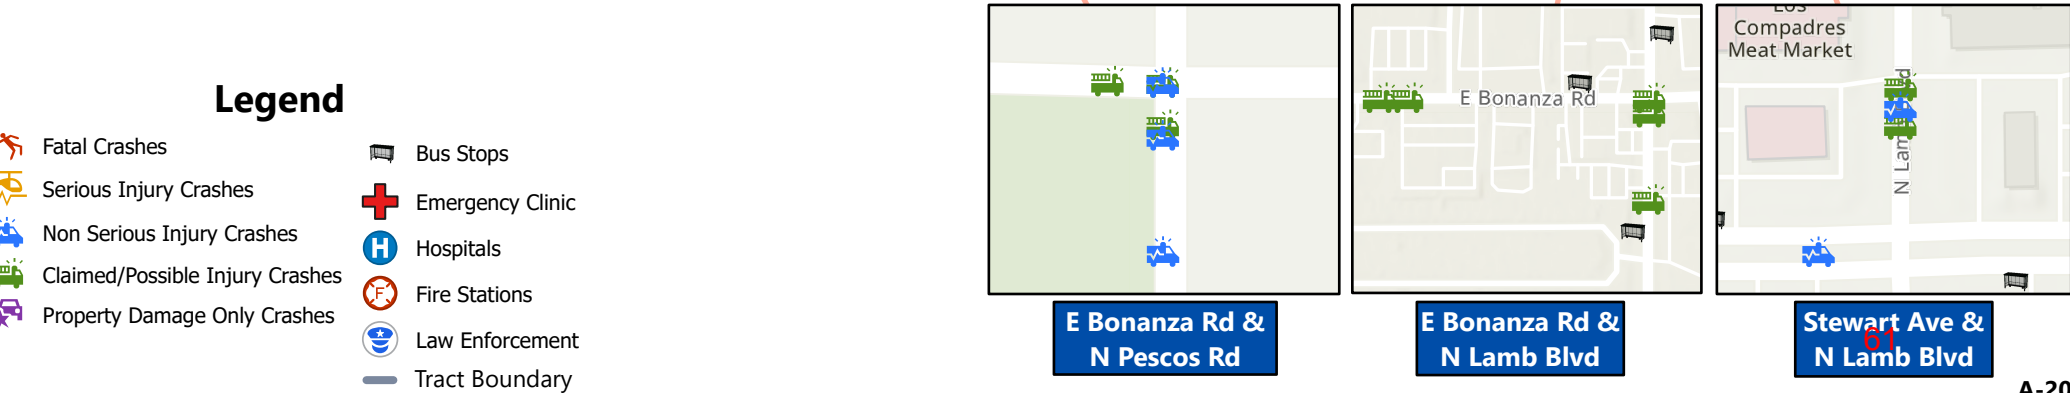 Legend
Fatal Crashes
Serious Injury Crashes
Non Serious Injury Crashes
Claimed/Possible Injury Crashes
Property Damage Only Crashes
Bus Stops
H
Emergency Clinic
Hospitals
F
Fire Stations
Law Enforcement
Tract Boundary
E Bonanza Rd &
N Pescos Rd
E Bonanza Rd
E Bonanza Rd &
N Lamb Blvd
Los
Compadres
Meat Market
N Lam d
Stewart Ave &
N Lamb Blvd
61
A-20